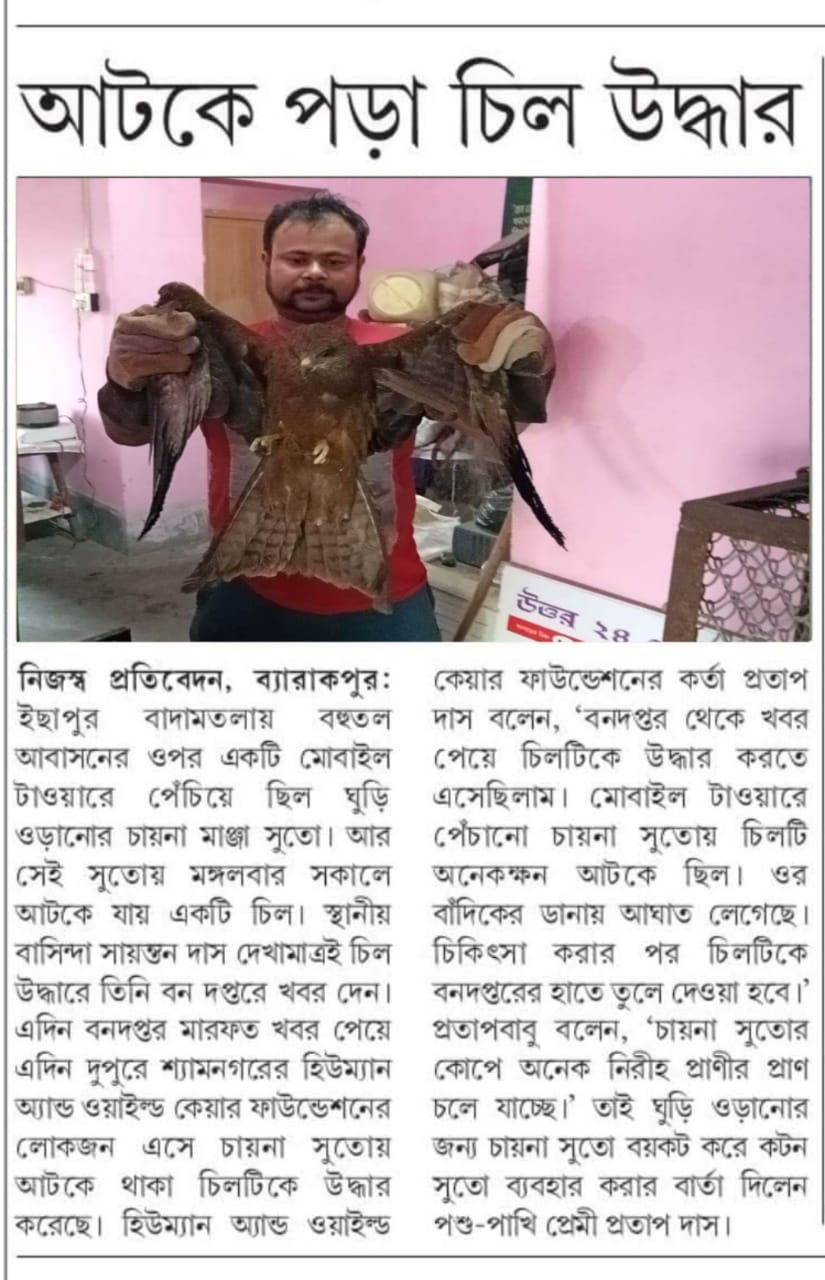 আটকে পড়া চিল উদ্ধার
উত্তর ২৪
নিজস্ব প্রতিবেদন, ব্যারাকপুর:
ইছাপুর বাদামতলায় বহুতল
আবাসনের ওপর একটি মোবাইল
টাওয়ারে পেঁচিয়ে ছিল ঘুড়ি
ওড়ানোর চায়না মাঞ্জা সুতো। আর
সেই সুতোয় মঙ্গলবার সকালে
আটকে যায় একটি চিল। স্থানীয়
বাসিন্দা সায়ন্তন দাস দেখামাত্রই চিল
উদ্ধারে তিনি বন দপ্তরে খবর দেন।
এদিন বনদপ্তর মারফত খবর পেয়ে
এদিন দুপুরে শ্যামনগরের হিউম্যান
অ্যান্ড ওয়াইল্ড কেয়ার ফাউন্ডেশনের
লোকজন এসে চায়না সুতোয়
আটকে থাকা চিলটিকে উদ্ধার
করেছে। হিউম্যান অ্যান্ড ওয়াইল্ড
কেয়ার ফাউন্ডেশনের কর্তা প্রতাপ
দাস বলেন, ‘বনদপ্তর থেকে খবর
পেয়ে চিলটিকে উদ্ধার করতে
এসেছিলাম। মোবাইল টাওয়ারে
পেঁচানো চায়না সুতোয় চিলটি
অনেকক্ষন আটকে ছিল। ওর
বাঁদিকের ডানায় আঘাত লেগেছে।
চিকিৎসা করার পর চিলটিকে
বনদপ্তরের হাতে তুলে দেওয়া হবে।’
প্রতাপবাবু বলেন, ‘চায়না সুতোর
কোপে অনেক নিরীহ প্রাণীর প্রাণ
চলে যাচ্ছে।’ তাই ঘুড়ি ওড়ানোর
জন্য চায়না সুতো বয়কট করে কটন
সুতো ব্যবহার করার বার্তা দিলেন
পশু-পাখি প্রেমী প্রতাপ দাস।